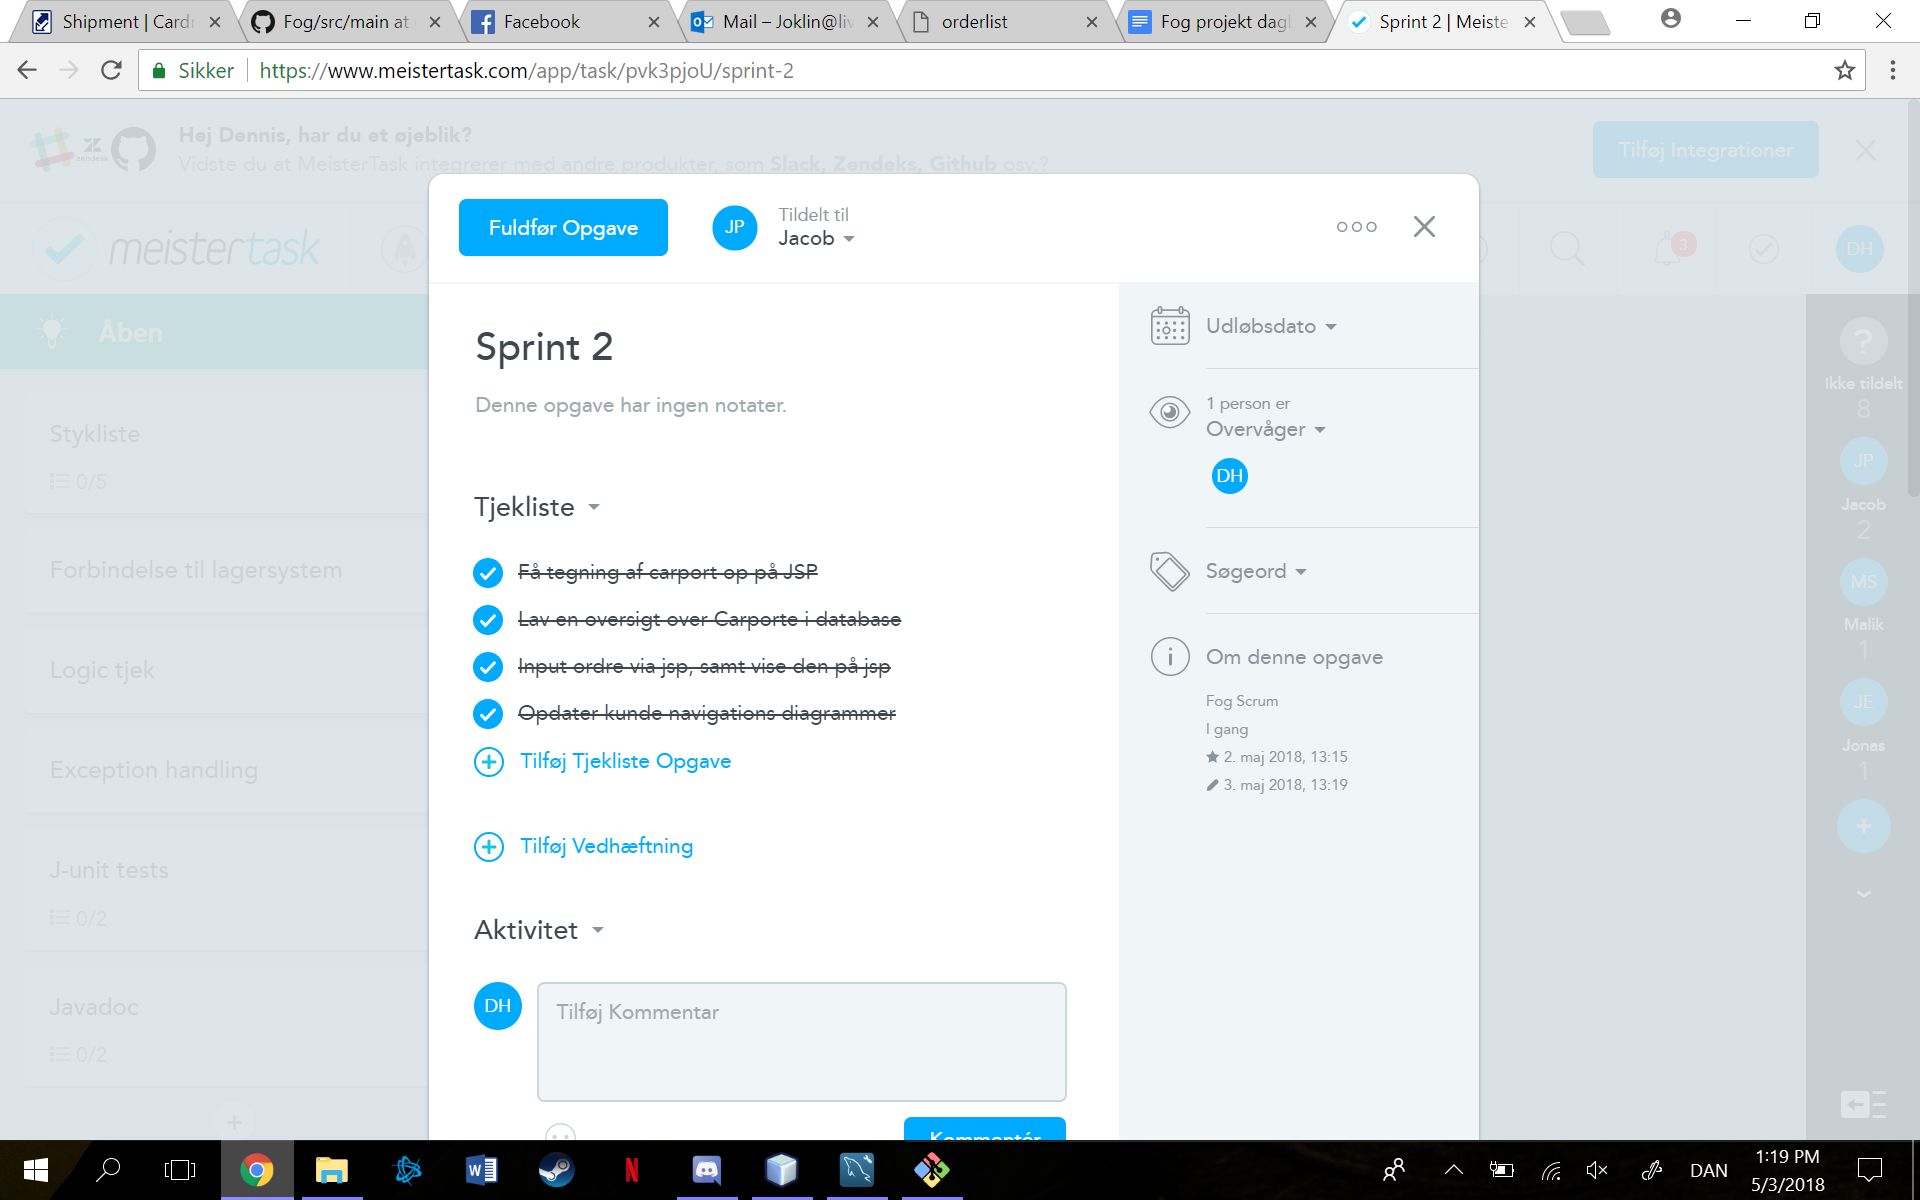 Shipment | Cardr
Fog/src/main at
Facebook
Mail – Joklin@liv
orderlist
Fog projekt dag
Sprint 2 | Meiste
Sikker
https://www.meistertask.com/app/task/pvk3pjoU/sprint-2
Hej Dennis, har du et øjeblik?
Vidste du at MeisterTask integrerer med andre produkter, som Slack, Zendeks, Github osv.?
zendesk
Tilføj Integrationer
meistertask
3
DH
Fuldfør Opgave
JP
Tildelt til
Jacob
Åben
Stykliste
0/5
Forbindelse til lagersystem
Logic tjek
Exception handling
J-unit tests
0/2
Javadoc
0/2
Sprint 2
Denne opgave har ingen notater.
Tjekliste
Få tegning af carport op på JSP
Lav en oversigt over Carporte i database
Input ordre via jsp, samt vise den på jsp
Opdater kunde navigations diagrammer
Tilføj Tjekliste Opgave
Tilføj Vedhæftning
Aktivitet
DH
Tilføj Kommentar
Kommentér
Udløbsdato
1 person er
Overvåger
DH
Søgeord
Om denne opgave
Fog Scrum
I gang
2. maj 2018, 13:15
3. maj 2018, 13:19
?
Ikke tildelt
8
JP
Jacob
2
MS
Malik
1
JE
Jonas
1
DAN
1:19 PM
5/3/2018